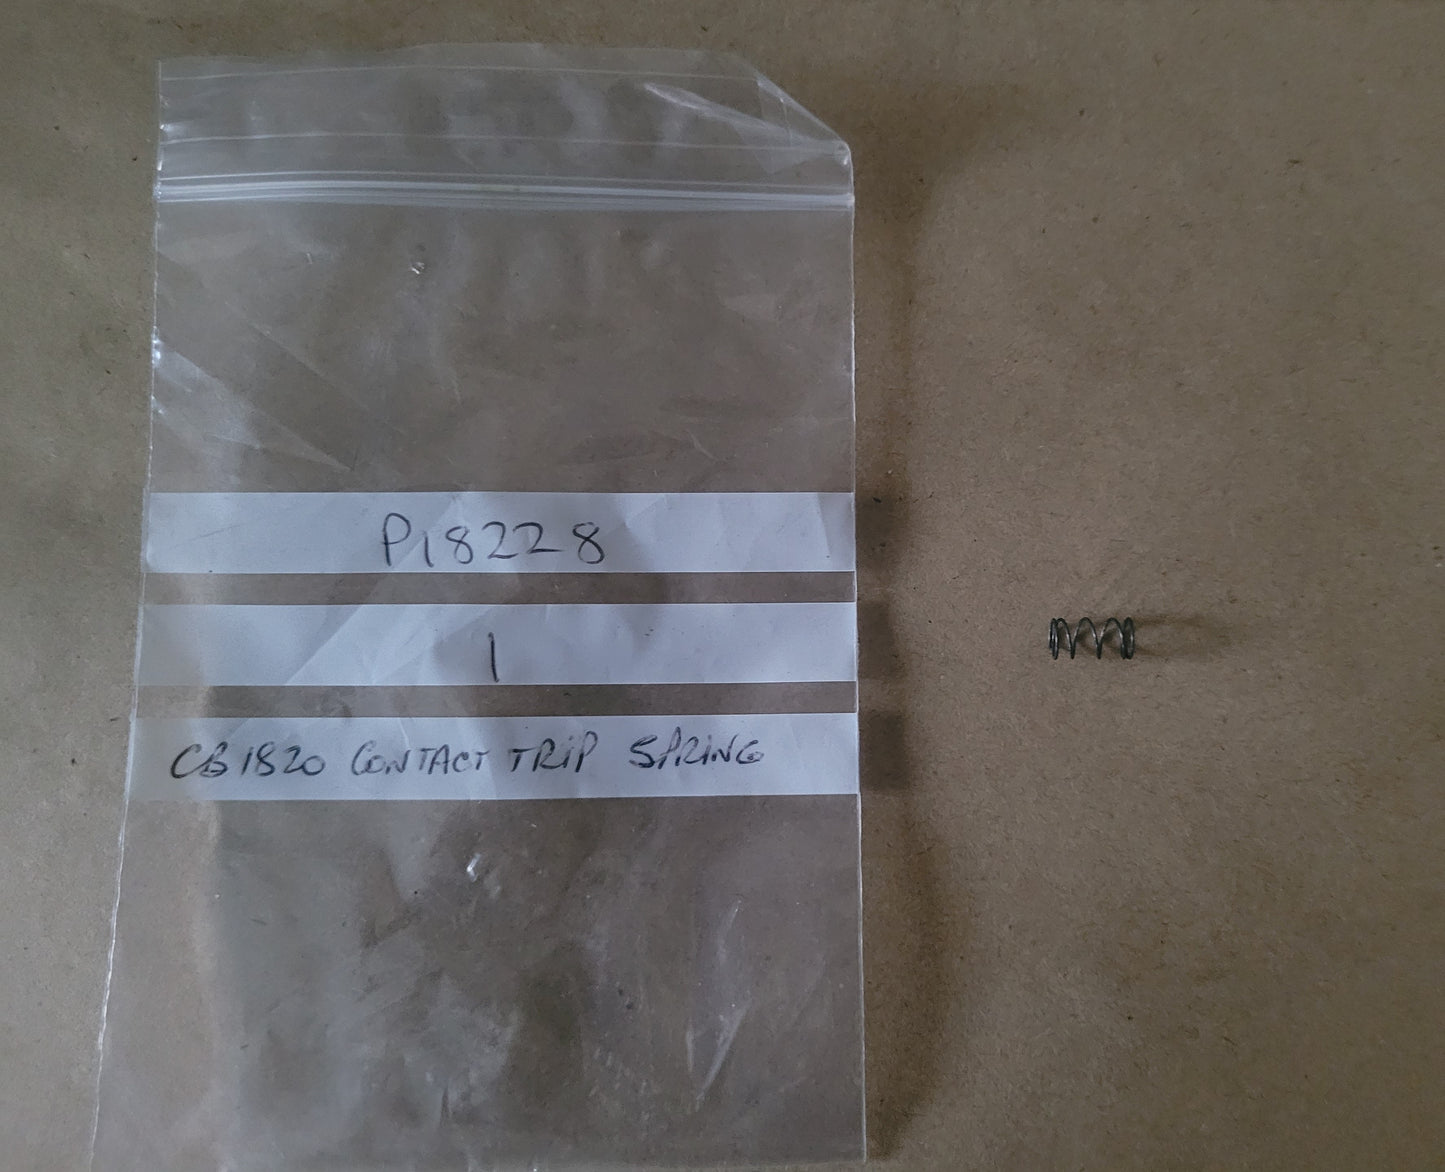 P18228
1
CB1820 CONTACT TRIP SPRING